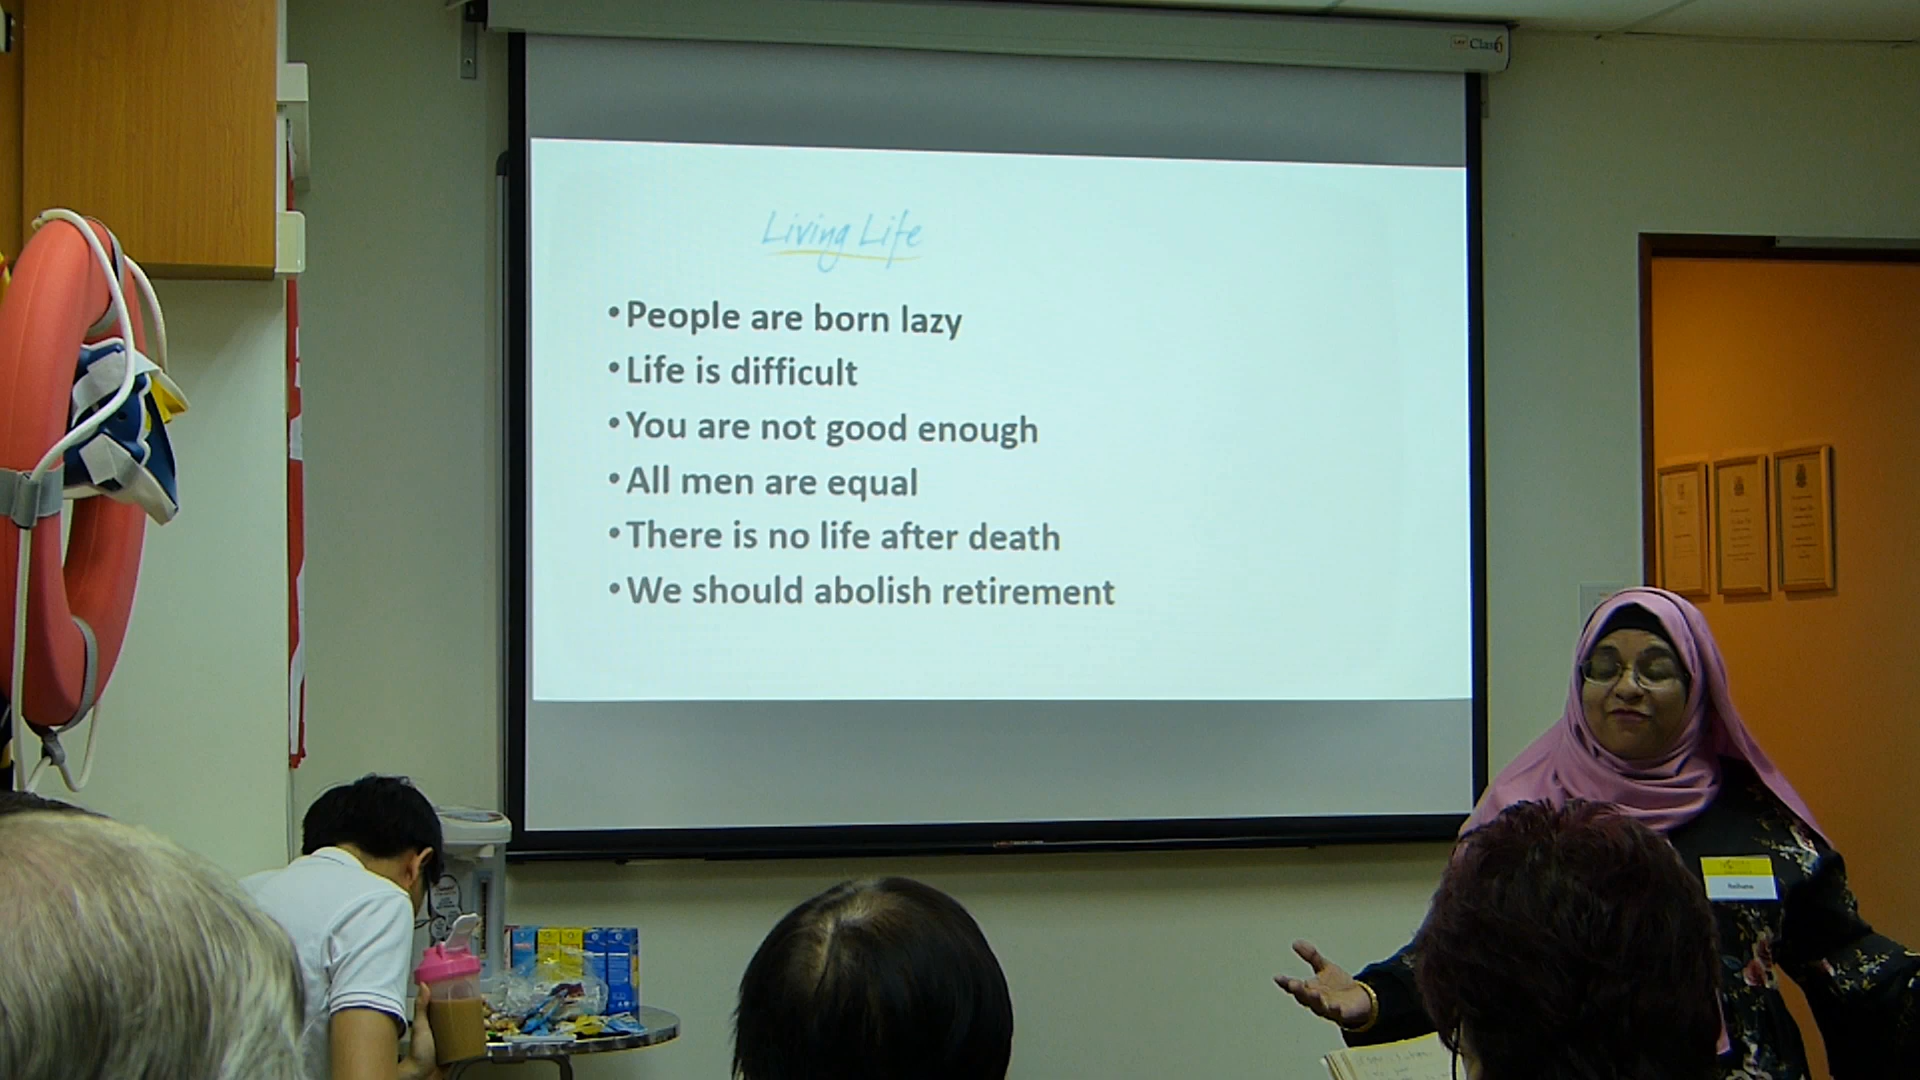 Living Life
• People are born lazy
• Life is difficult
• You are not good enough
• All men are equal
• There is no life after death
• We should abolish retirement